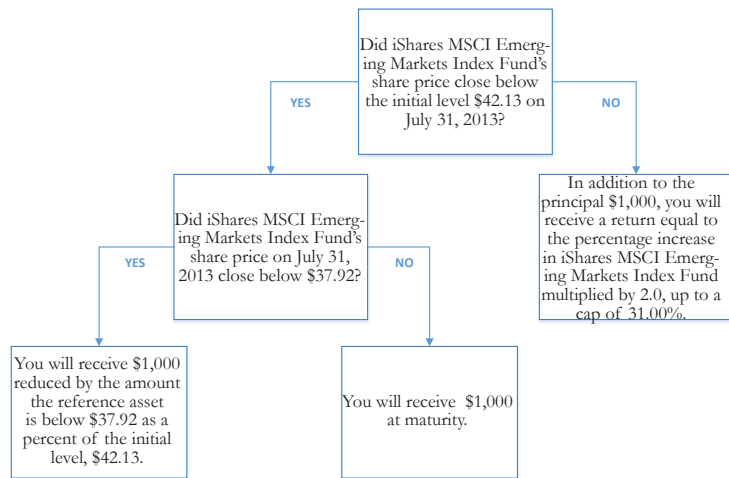 Did iShares MSCI Emerg-
ing Markets Index Fund's
share price close below
the initial level $42.13 on
July 31, 2013?
YES
NO
Did iShares MSCI Emerg-
ing Markets Index Fund's
share price on July 31,
2013 close below $37.92?
In addition to the
principal $1,000, you will
receive a return equal to
the percentage increase
in iShares MSCI Emerg-
ing Markets Index Fund
multiplied by 2.0, up to a
cap of 31.00%.
YES
NO
You will receive $1,000
reduced by the amount
the reference asset
is below $37.92 as a
percent of the initial
level, $42.13.
You will receive $1,000
at maturity.